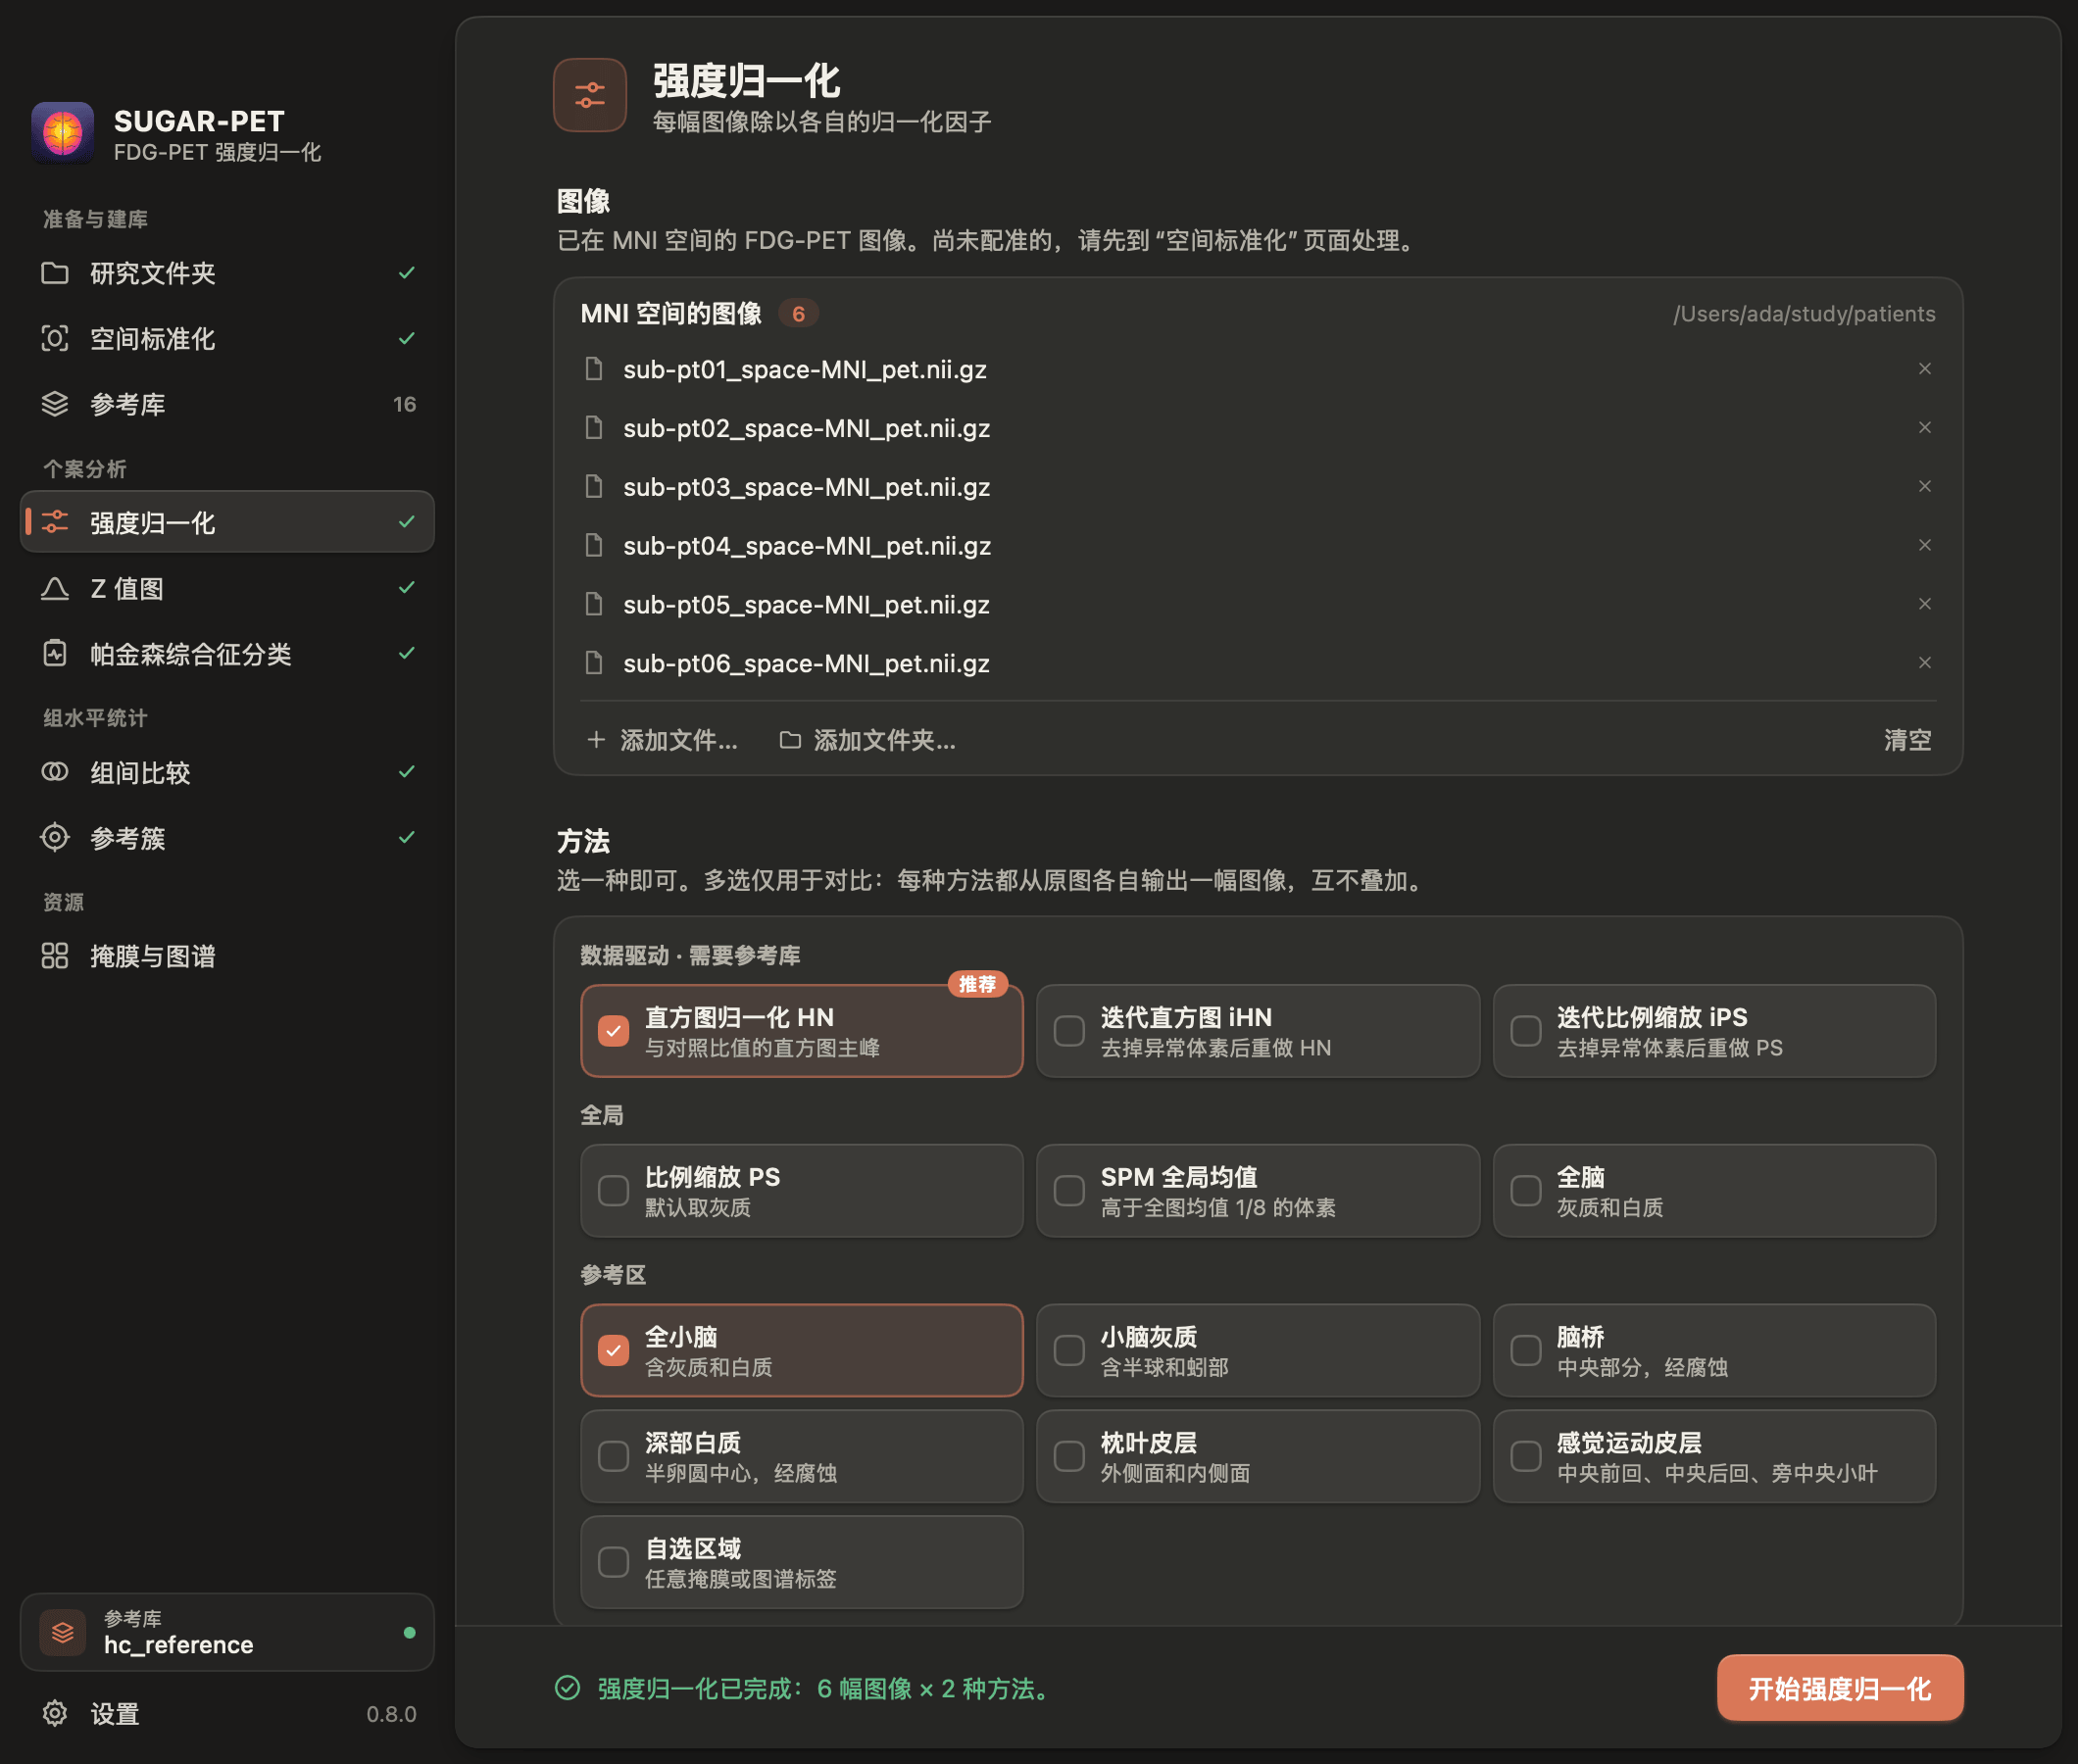 SUGAR-PET
FDG-PET 强度归一化
准备与建库
研究文件夹
空间标准化
参考库 16
个案分析
强度归一化
Z 值图
帕金森综合征分类
组水平统计
组间比较
参考簇
资源
掩膜与图谱
参考库
hc_reference
设置 0.8.0
强度归一化
每幅图像除以各自的归一化因子
图像
已在 MNI 空间的 FDG-PET 图像。尚未配准的，请先到“空间标准化”页面处理。
MNI 空间的图像 6 /Users/ada/study/patients
sub-pt01_space-MNI_pet.nii.gz
sub-pt02_space-MNI_pet.nii.gz
sub-pt03_space-MNI_pet.nii.gz
sub-pt04_space-MNI_pet.nii.gz
sub-pt05_space-MNI_pet.nii.gz
sub-pt06_space-MNI_pet.nii.gz
添加文件... 添加文件夹... 清空
方法
选一种即可。多选仅用于对比：每种方法都从原图各自输出一幅图像，互不叠加。
数据驱动 · 需要参考库
推荐
直方图归一化 HN
与对照比值的直方图主峰
迭代直方图 iHN
去掉异常体素后重做 HN
迭代比例缩放 iPS
去掉异常体素后重做 PS
全局
比例缩放 PS
默认取灰质
SPM 全局均值
高于全图均值 1/8 的体素
全脑
灰质和白质
参考区
全小脑
含灰质和白质
小脑灰质
含半球和蚓部
脑桥
中央部分，经腐蚀
深部白质
半卵圆中心，经腐蚀
枕叶皮层
外侧面和内侧面
感觉运动皮层
中央前回、中央后回、旁中央小叶
自选区域
任意掩膜或图谱标签
强度归一化已完成：6 幅图像 × 2 种方法。
开始强度归一化